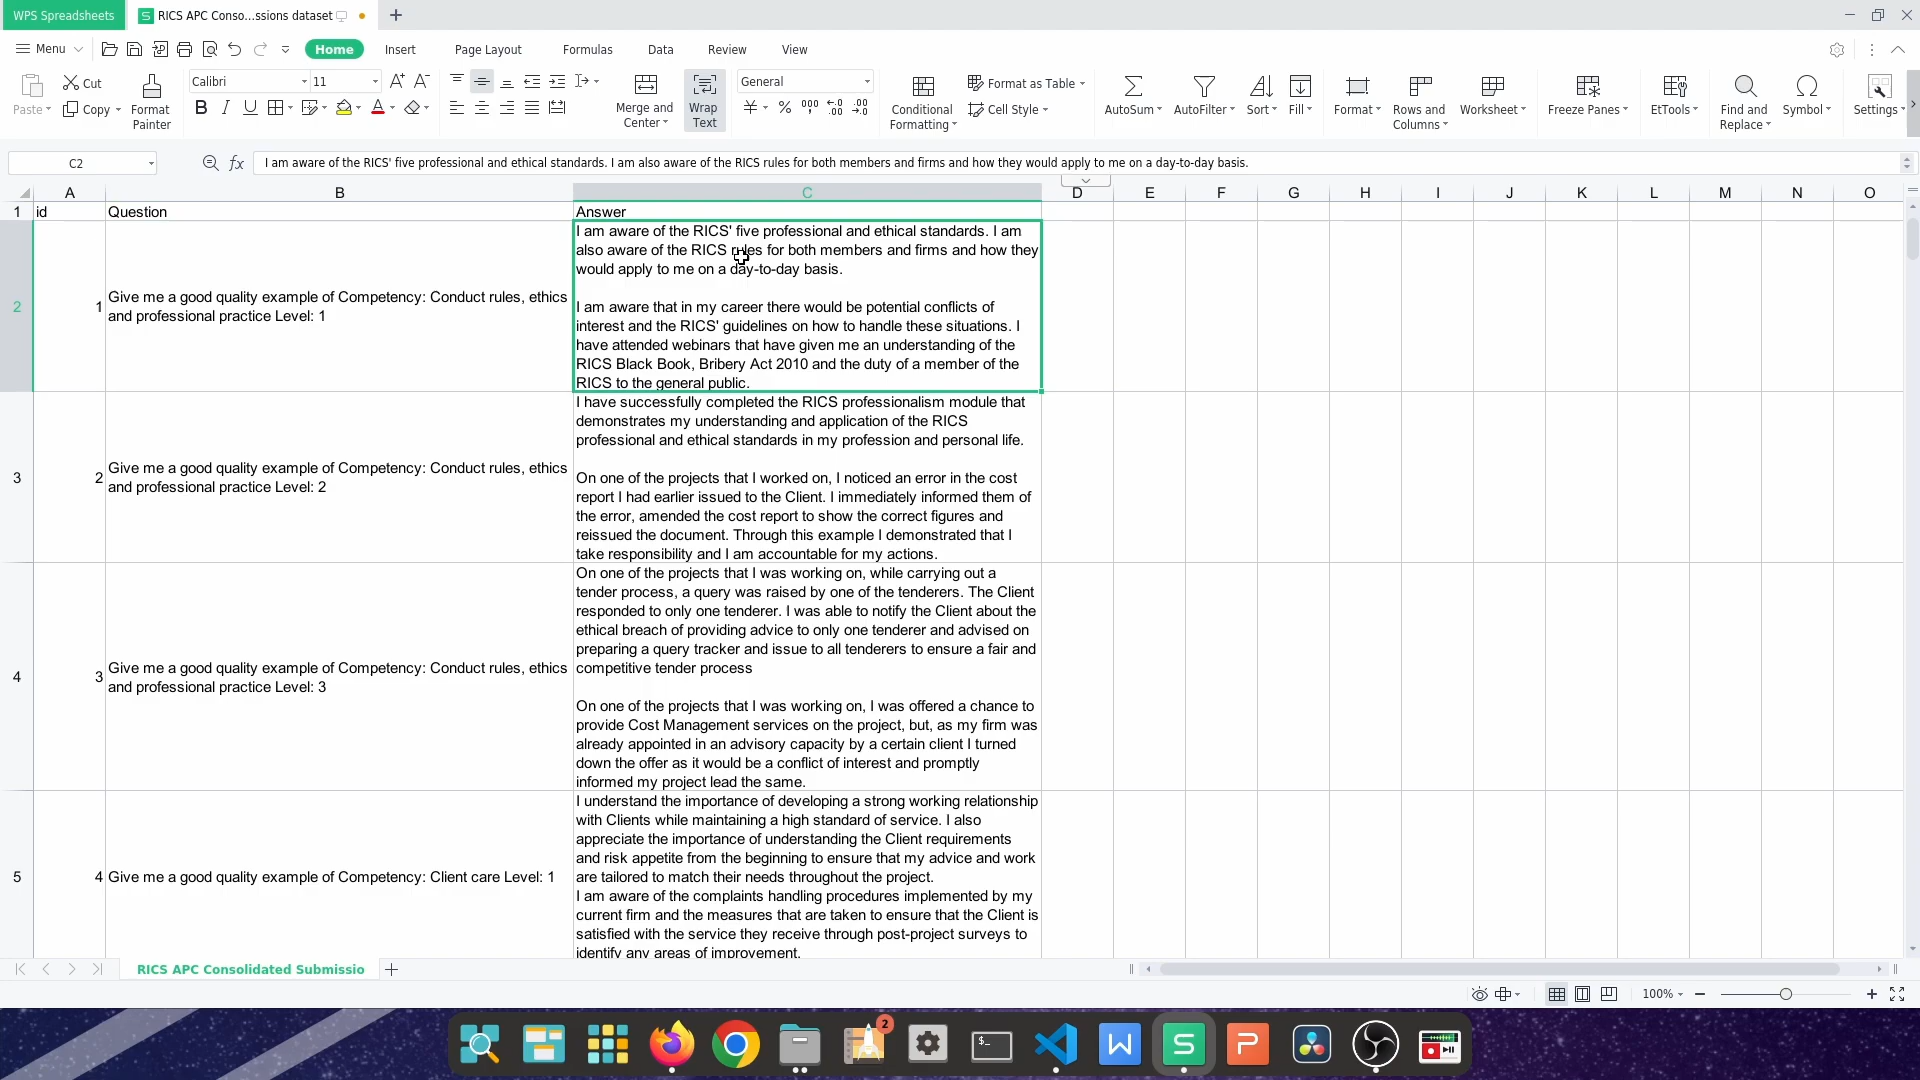 WPS Spreadsheets
RICS APC Conso...ssions dataset
Menu
Home
Insert
Page Layout
Formulas
Data
Review
View
Paste
Cut
Copy
Format
Painter
Calibri
11
Merge and
Center
Wrap
Text
General
Conditional
Formatting
Format as Table
Cell Style
AutoSum
AutoFilter
Sort
Fill
Format
Rows and
Columns
Worksheet
Freeze Panes
EtTools
Find and
Replace
Symbol
Settings
C2
fx
I am aware of the RICS' five professional and ethical standards. I am also aware of the RICS rules for both members and firms and how they would apply to me on a day-to-day basis.
A B C D E F G H I J K L M N O
1 id Question Answer
2
1
Give me a good quality example of Competency: Conduct rules, ethics
and professional practice Level: 1
I am aware of the RICS' five professional and ethical standards. I am
also aware of the RICS rules for both members and firms and how they
would apply to me on a day-to-day basis.
I am aware that in my career there would be potential conflicts of
interest and the RICS' guidelines on how to handle these situations. I
have attended webinars that have given me an understanding of the
RICS Black Book, Bribery Act 2010 and the duty of a member of the
RICS to the general public.
3
2
Give me a good quality example of Competency: Conduct rules, ethics
and professional practice Level: 2
I have successfully completed the RICS professionalism module that
demonstrates my understanding and application of the RICS
professional and ethical standards in my profession and personal life.
On one of the projects that I worked on, I noticed an error in the cost
report I had earlier issued to the Client. I immediately informed them of
the error, amended the cost report to show the correct figures and
reissued the document. Through this example I demonstrated that I
take responsibility and I am accountable for my actions.
4
3
Give me a good quality example of Competency: Conduct rules, ethics
and professional practice Level: 3
On one of the projects that I was working on, while carrying out a
tender process, a query was raised by one of the tenderers. The Client
responded to only one tenderer. I was able to notify the Client about the
ethical breach of providing advice to only one tenderer and advised on
preparing a query tracker and issue to all tenderers to ensure a fair and
competitive tender process
On one of the projects that I was working on, I was offered a chance to
provide Cost Management services on the project, but, as my firm was
already appointed in an advisory capacity by a certain client I turned
down the offer as it would be a conflict of interest and promptly
informed my project lead the same.
5
4
Give me a good quality example of Competency: Client care Level: 1
I understand the importance of developing a strong working relationship
with Clients while maintaining a high standard of service. I also
appreciate the importance of understanding the Client requirements
and risk appetite from the beginning to ensure that my advice and work
are tailored to match their needs throughout the project.
I am aware of the complaints handling procedures implemented by my
current firm and the measures that are taken to ensure that the Client is
satisfied with the service they receive through post-project surveys to
identify any areas of improvement.
RICS APC Consolidated Submissio
100%
2